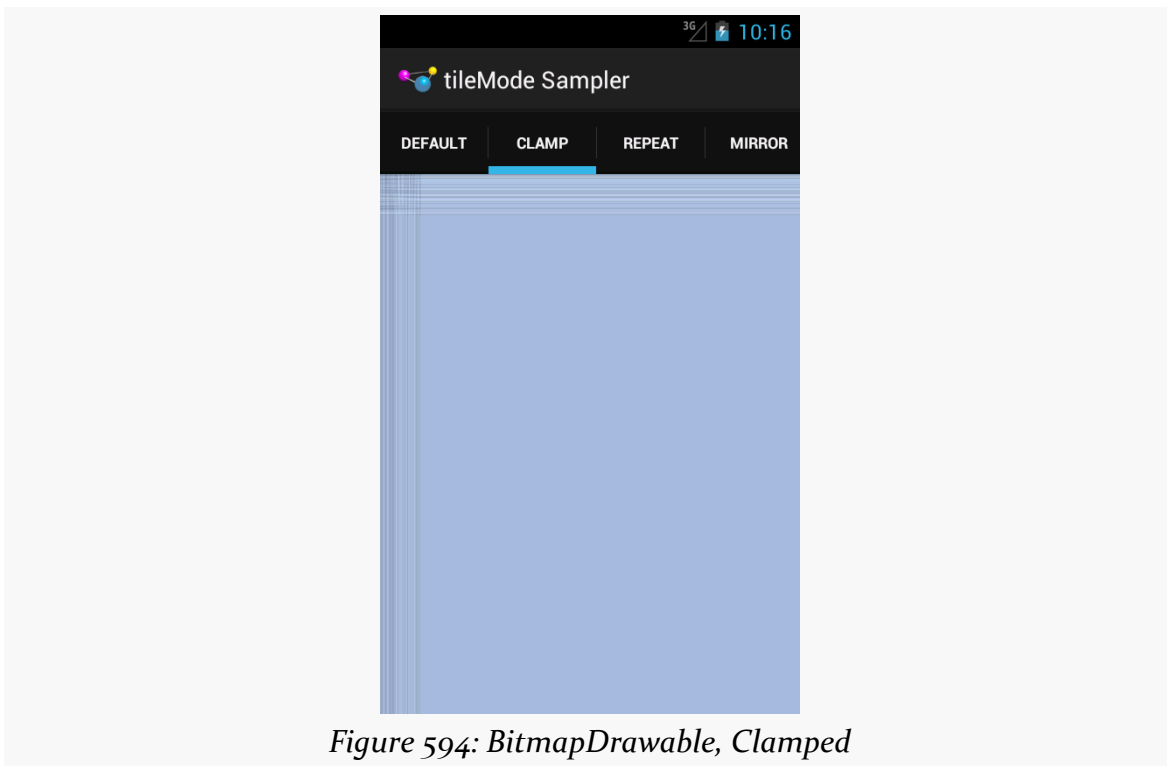 3G 10:16
tileMode Sampler
DEFAULT CLAMP REPEAT MIRROR
Figure 594: BitmapDrawable, Clamped